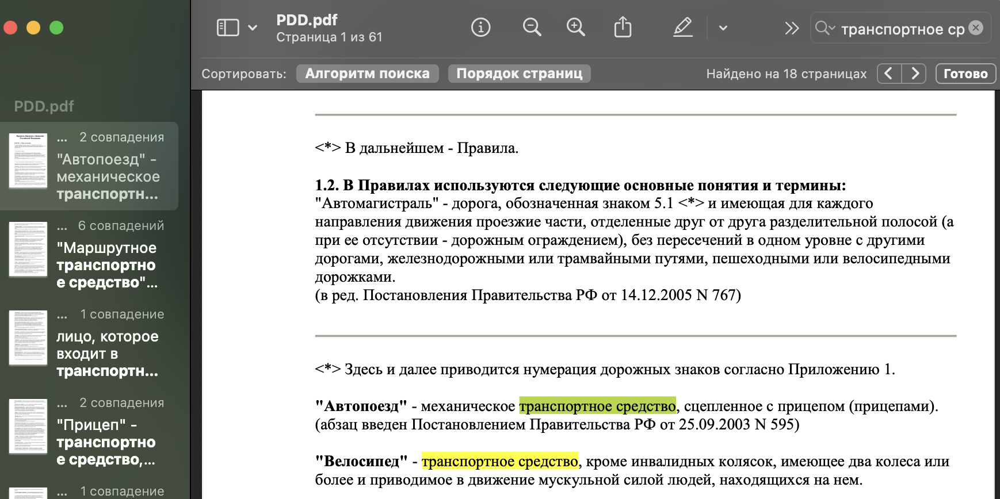 PDD.pdf
Страница 1 из 61
транспортное ср
Сортировать:
Алгоритм поиска
Порядок страниц
Найдено на 18 страницах
Готово
PDD.pdf
... 2 совпадения
"Автопоезд" -
механическое
транспортн...
... 6 совпадений
"Маршрутное
транспортно
е средство"...
... 1 совпадение
лицо, которое
входит в
транспортн...
... 2 совпадения
"Прицеп" -
транспортно
е средство,...
... 1 совпадение
<*> В дальнейшем - Правила.
1.2. В Правилах используются следующие основные понятия и термины:
"Автомагистраль" - дорога, обозначенная знаком 5.1 <*> и имеющая для каждого
направления движения проезжие части, отделенные друг от друга разделительной полосой (а
при ее отсутствии - дорожным ограждением), без пересечений в одном уровне с другими
дорогами, железнодорожными или трамвайными путями, пешеходными или велосипедными
дорожками.
(в ред. Постановления Правительства РФ от 14.12.2005 N 767)
<*> Здесь и далее приводится нумерация дорожных знаков согласно Приложению 1.
"Автопоезд" - механическое транспортное средство, сцепленное с прицепом (прицепами).
(абзац введен Постановлением Правительства РФ от 25.09.2003 N 595)
"Велосипед" - транспортное средство, кроме инвалидных колясок, имеющее два колеса или
более и приводимое в движение мускульной силой людей, находящихся на нем.